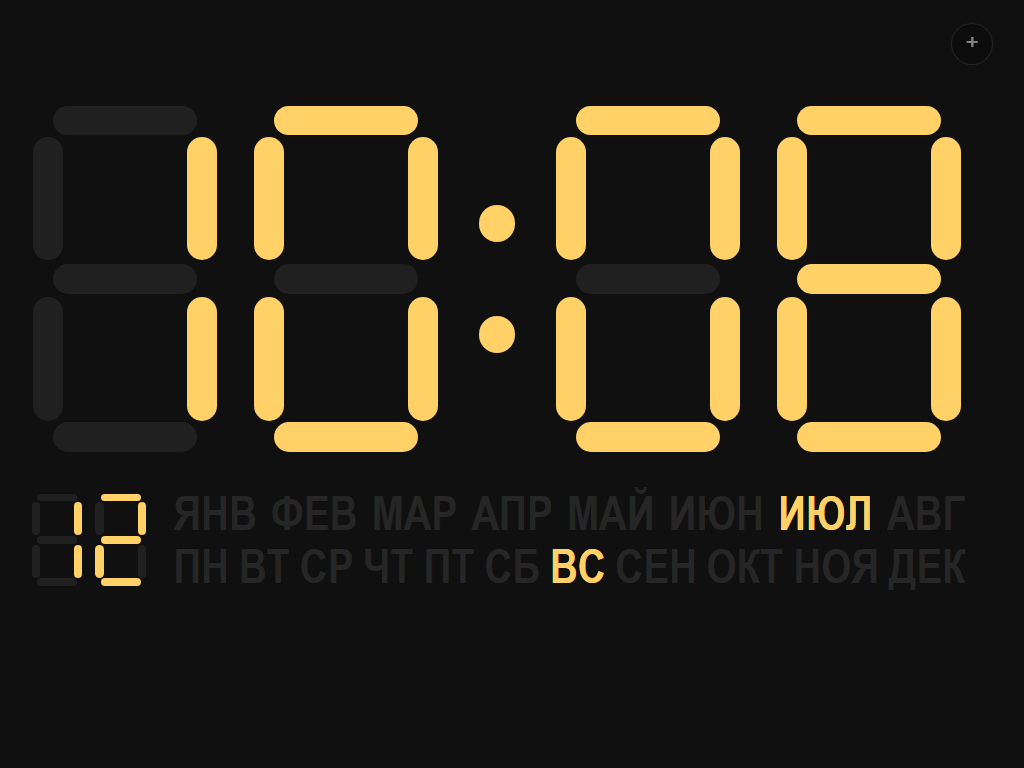 +
10:08
12 ЯНВ ФЕВ МАР АПР МАЙ ИЮН ИЮЛ АВГ
ПН ВТ СР ЧТ ПТ СБ ВС СЕН ОКТ НОЯ ДЕК